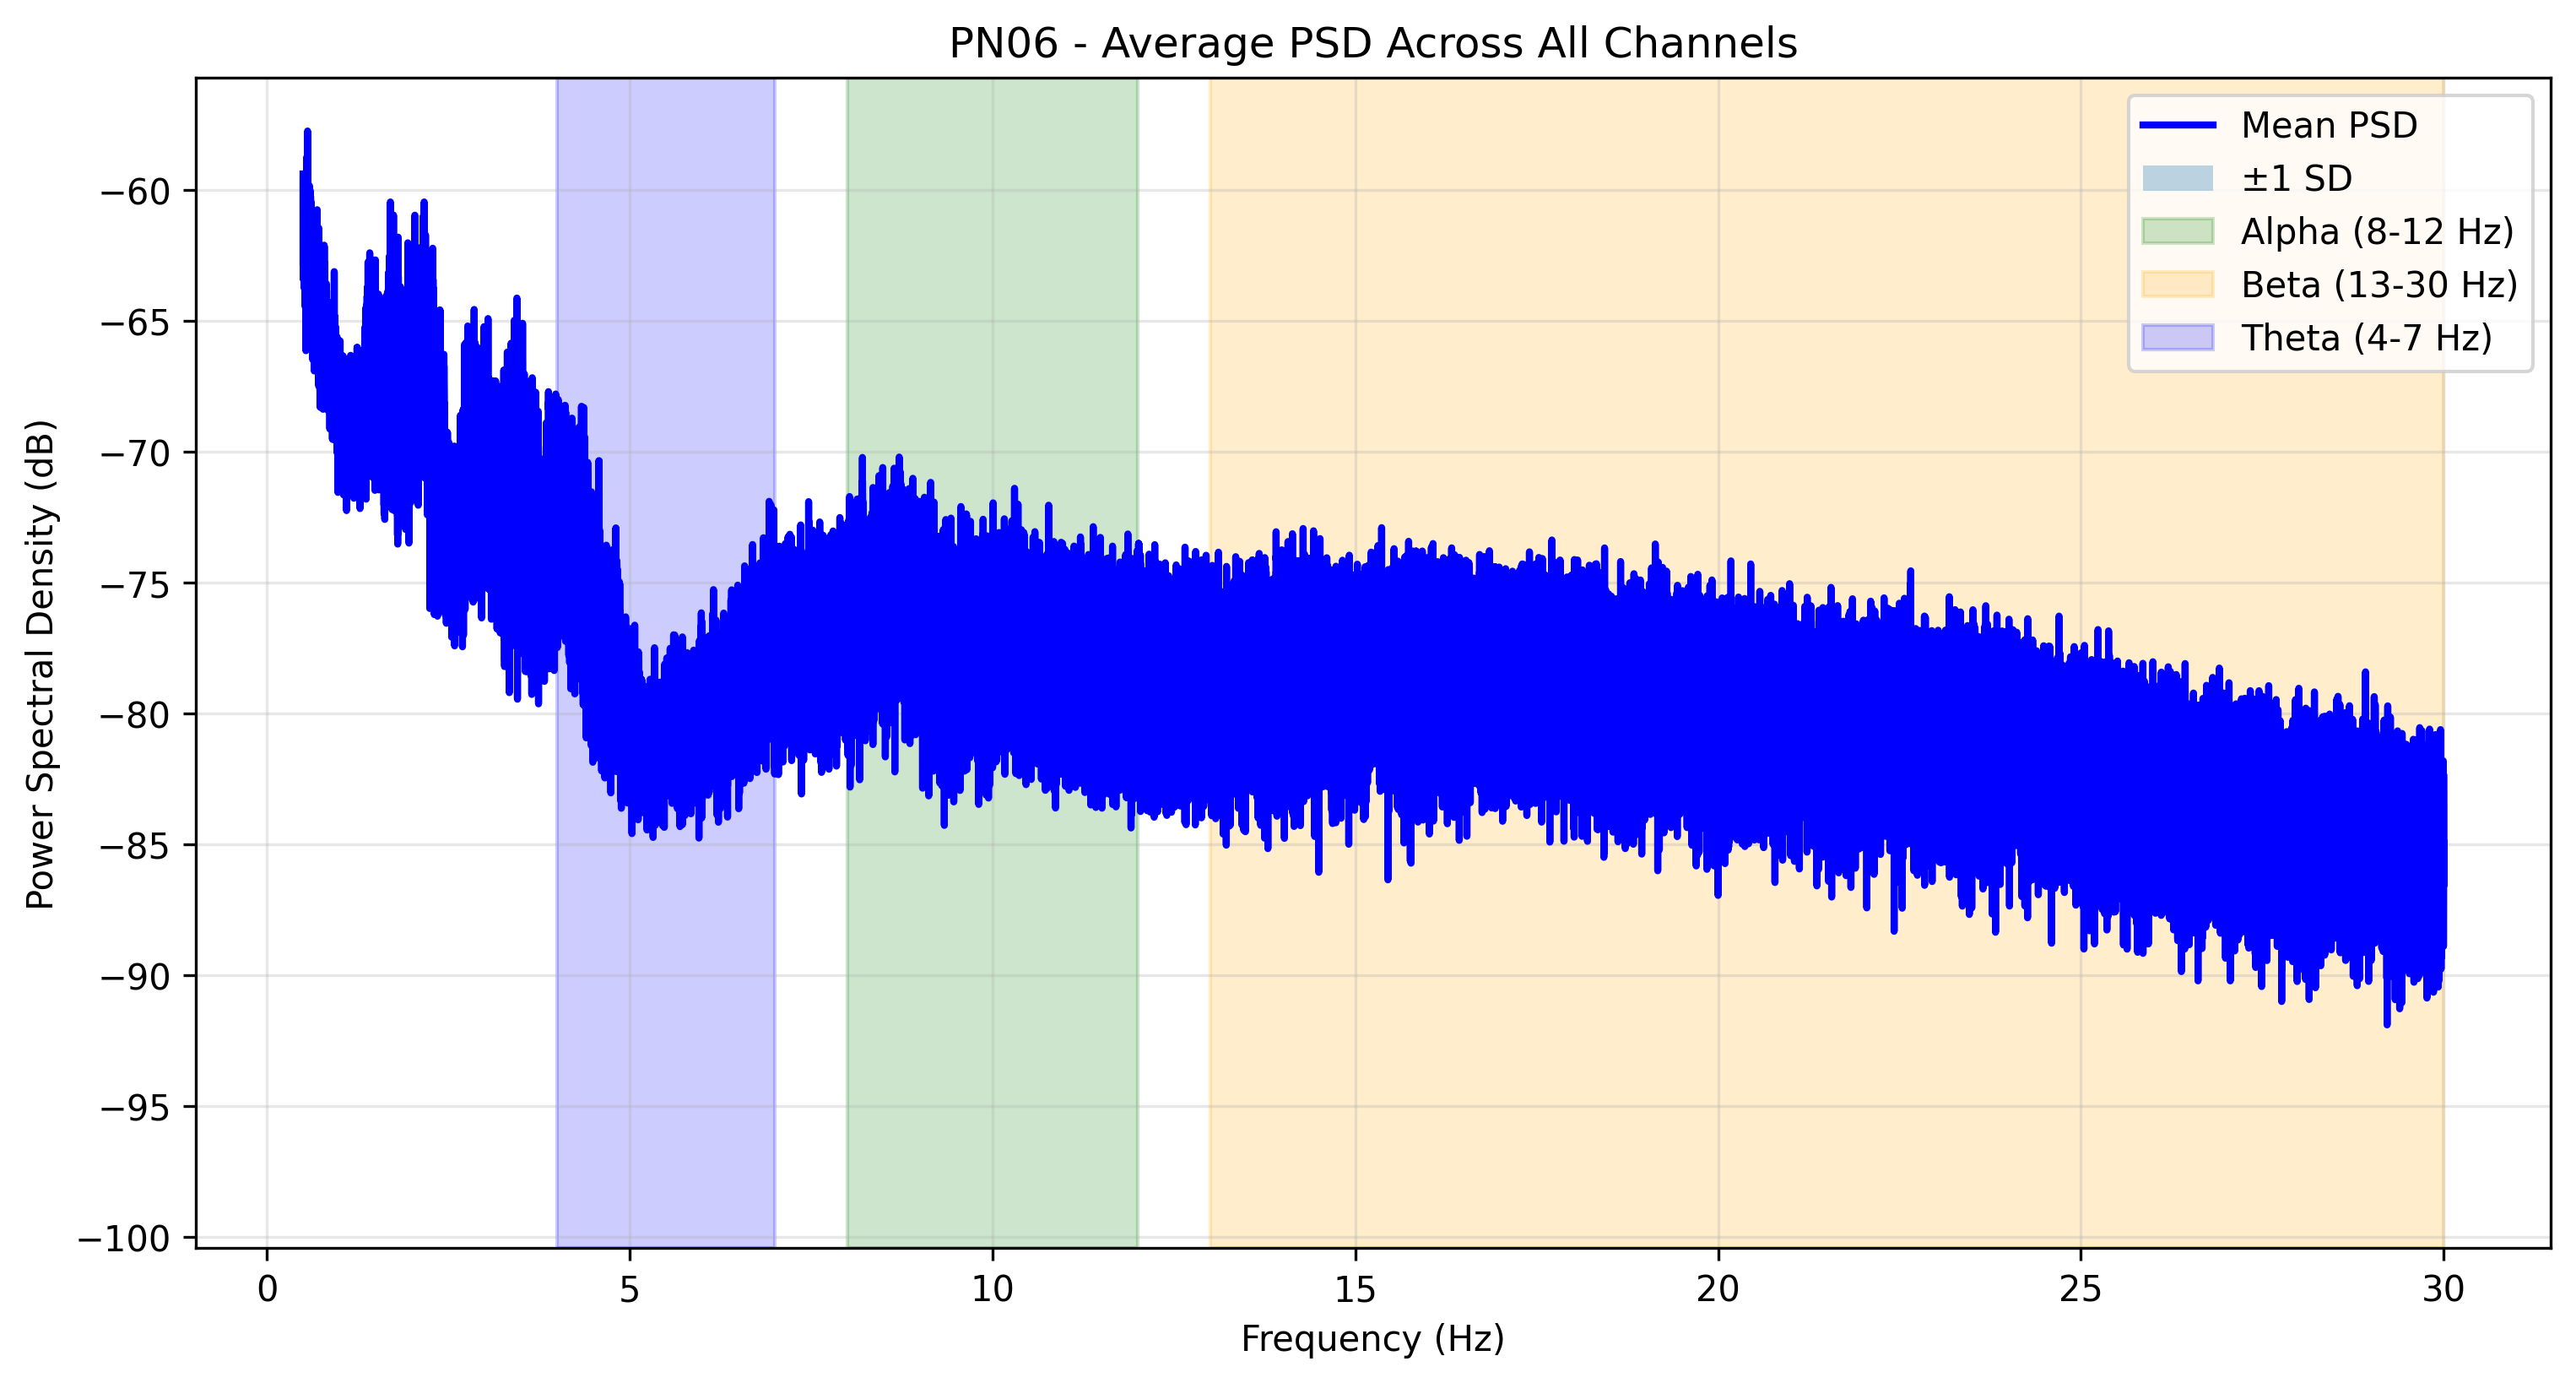 PN06 - Average PSD Across All Channels
Mean PSD
±1 SD
Alpha (8-12 Hz)
Beta (13-30 Hz)
Theta (4-7 Hz)
Power Spectral Density (dB)
−60
−65
−70
−75
−80
−85
−90
−95
−100
0 5 10 15 20 25 30
Frequency (Hz)